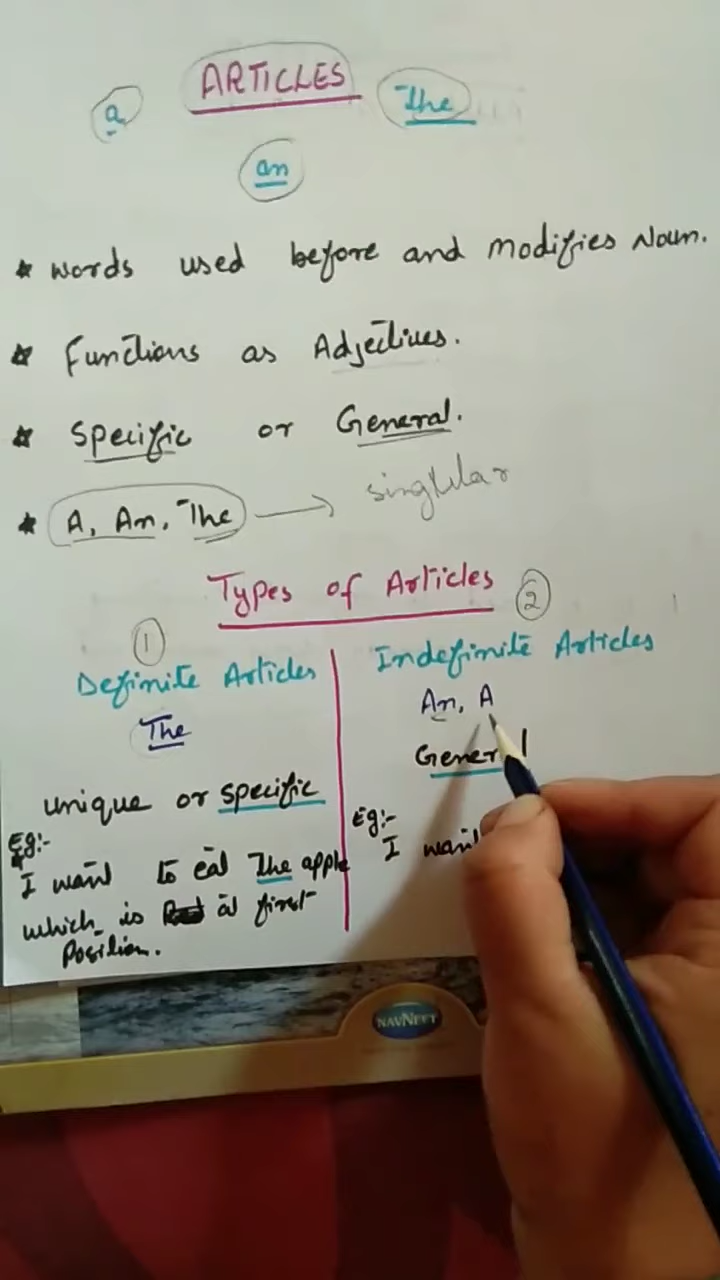 ARTICLES
a
The
an
* Words used before and modifies Noun.
* Functions as Adjectives.
* Specific or General.
* A, An, The → singular
Types of Articles
1
2
Definite Articles
The
unique or specific
Eg:-
I want to eat The apple
which is at first
Position.
Indefinite Articles
An, A
General
Eg:-
I want
NAVNEET